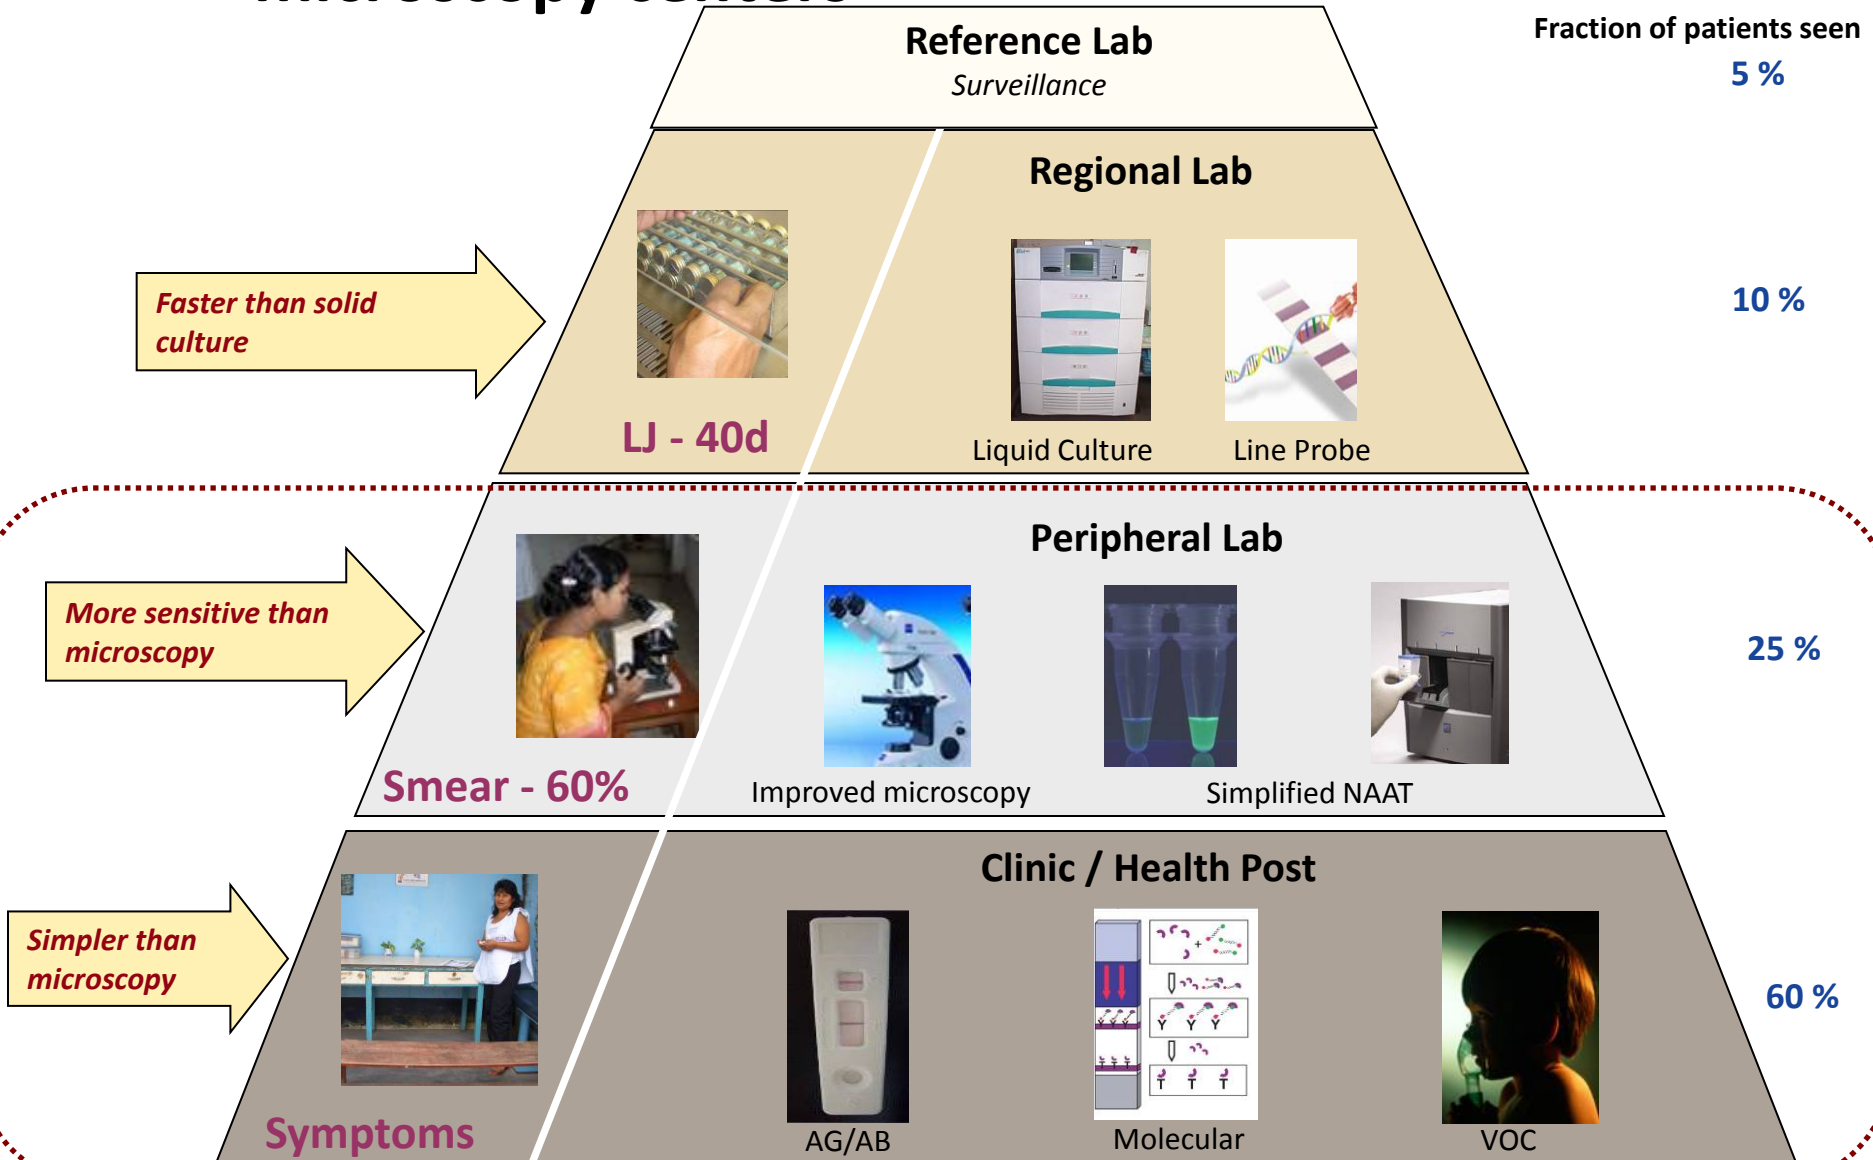 microscopy centers
Fraction of patients seen
Reference Lab
Surveillance
5 %
Regional Lab
Faster than solid
culture
10 %
LJ - 40d
Liquid Culture
Line Probe
Peripheral Lab
More sensitive than
microscopy
25 %
Smear - 60%
Improved microscopy
Simplified NAAT
Clinic / Health Post
Simpler than
microscopy
60 %
Symptoms
AG/AB
Molecular
VOC